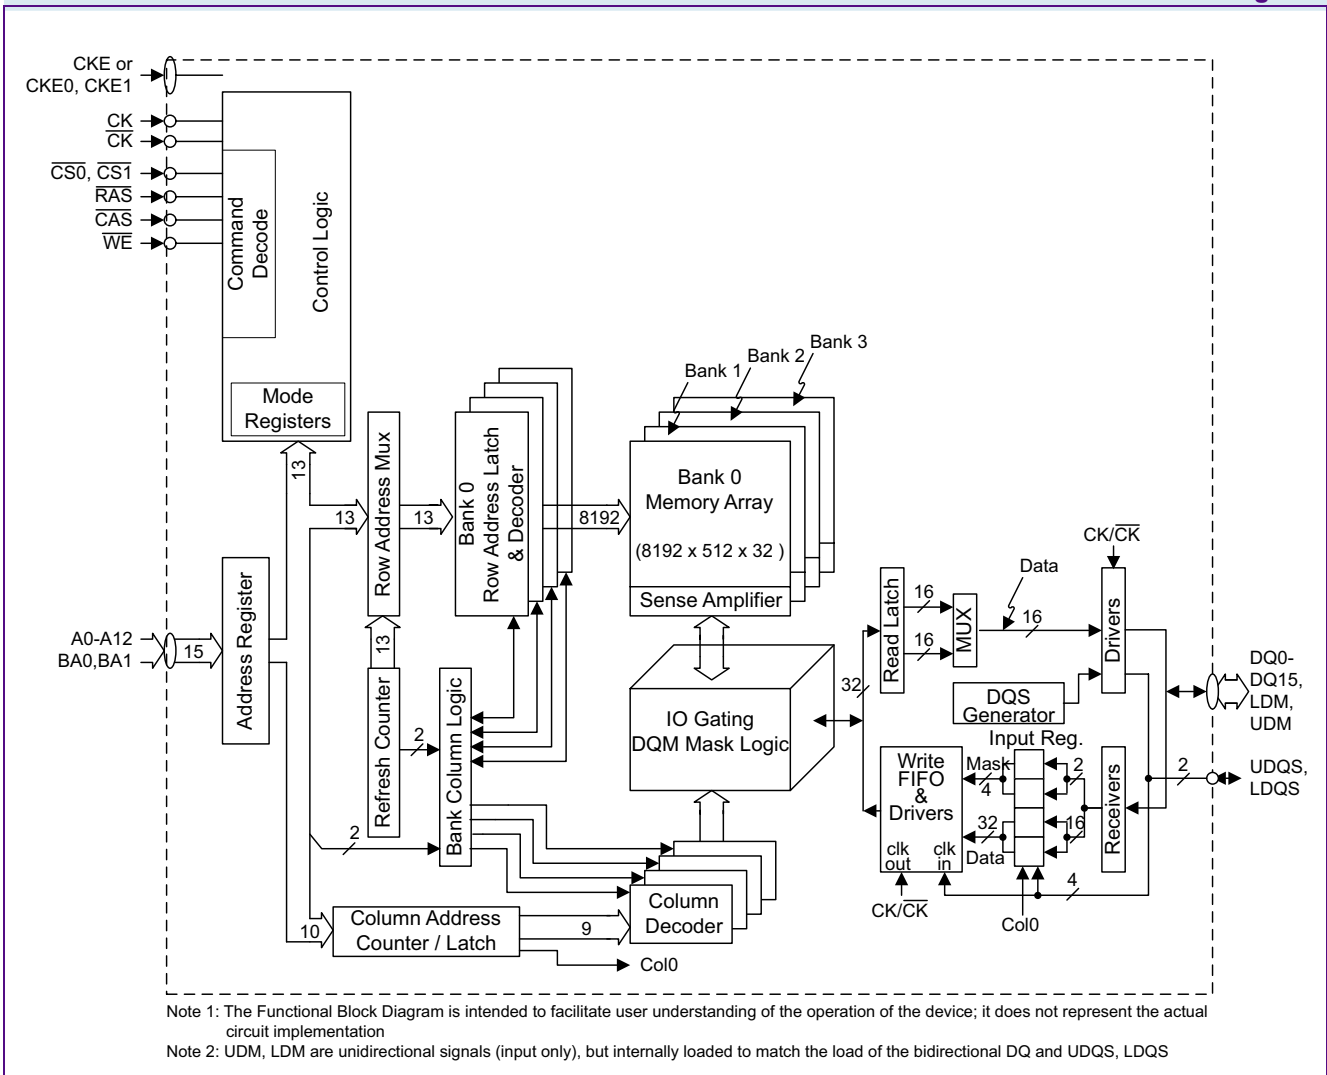 CKE or
CKE0, CKE1
CK
CK
CS0, CS1
RAS
CAS
WE
Command
Decode
Control Logic
Mode
Registers
13
13
Row Address Mux
13
Bank 0
Row Address Latch
& Decoder
8192
Bank 1
Bank 2
Bank 3
Bank 0
Memory Array
(8192 x 512 x 32 )
Sense Amplifier
A0-A12
BA0,BA1
15
Address Register
13
Refresh Counter
2
Bank Column Logic
2
IO Gating
DQM Mask Logic
32
Read Latch
16
16
MUX
Data
16
CK/CK
Drivers
DQS
Generator
DQ0-
DQ15,
LDM,
UDM
Input Reg.
Write
FIFO
&
Drivers
clk
out
clk
in
Mask
4
32
Data
2
16
Receivers
2
UDQS,
LDQS
CK/CK
4
Col0
10
Column Address
Counter / Latch
9
Column
Decoder
Col0
Note 1: The Functional Block Diagram is intended to facilitate user understanding of the operation of the device; it does not represent the actual
circuit implementation
Note 2: UDM, LDM are unidirectional signals (input only), but internally loaded to match the load of the bidirectional DQ and UDQS, LDQS